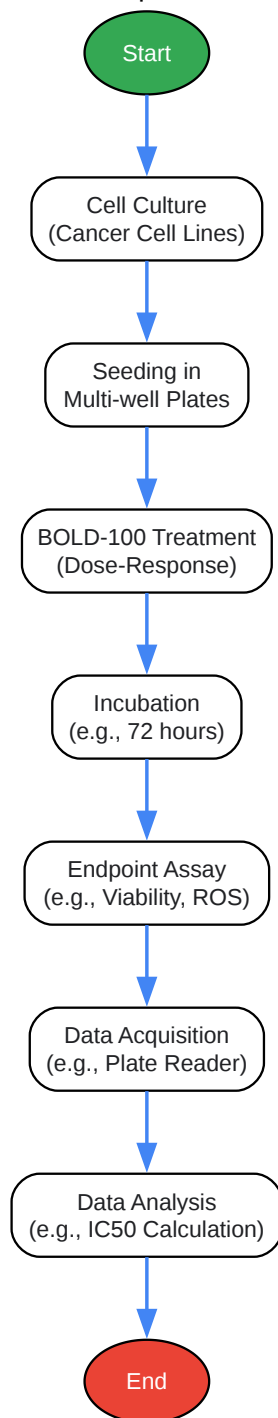 Start
Cell Culture
(Cancer Cell Lines)
Seeding in
Multi-well Plates
BOLD-100 Treatment
(Dose-Response)
Incubation
(e.g., 72 hours)
Endpoint Assay
(e.g., Viability, ROS)
Data Acquisition
(e.g., Plate Reader)
Data Analysis
(e.g., IC50 Calculation)
End